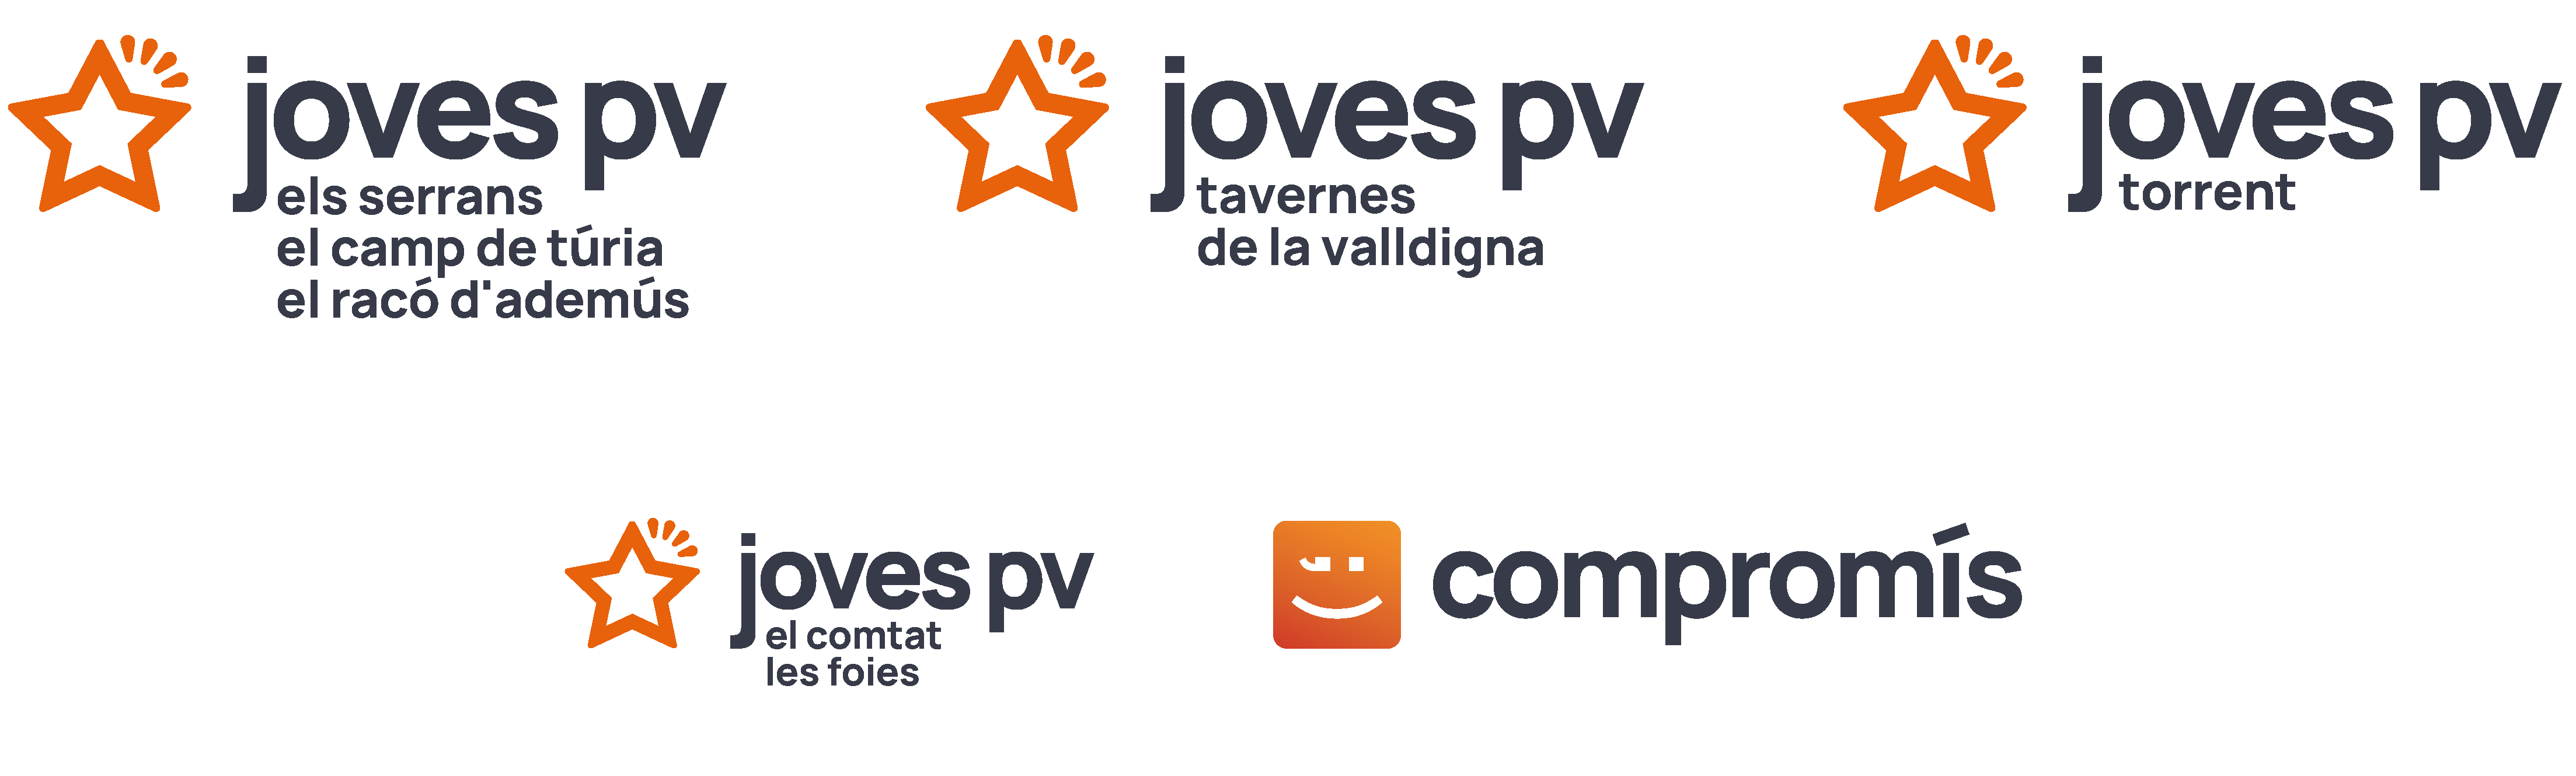 joves pv
els serrans
el camp de túria
el racó d'ademús
joves pv
tavernes
de la valldigna
joves pv
torrent
joves pv
el comtat
les foies
compromís